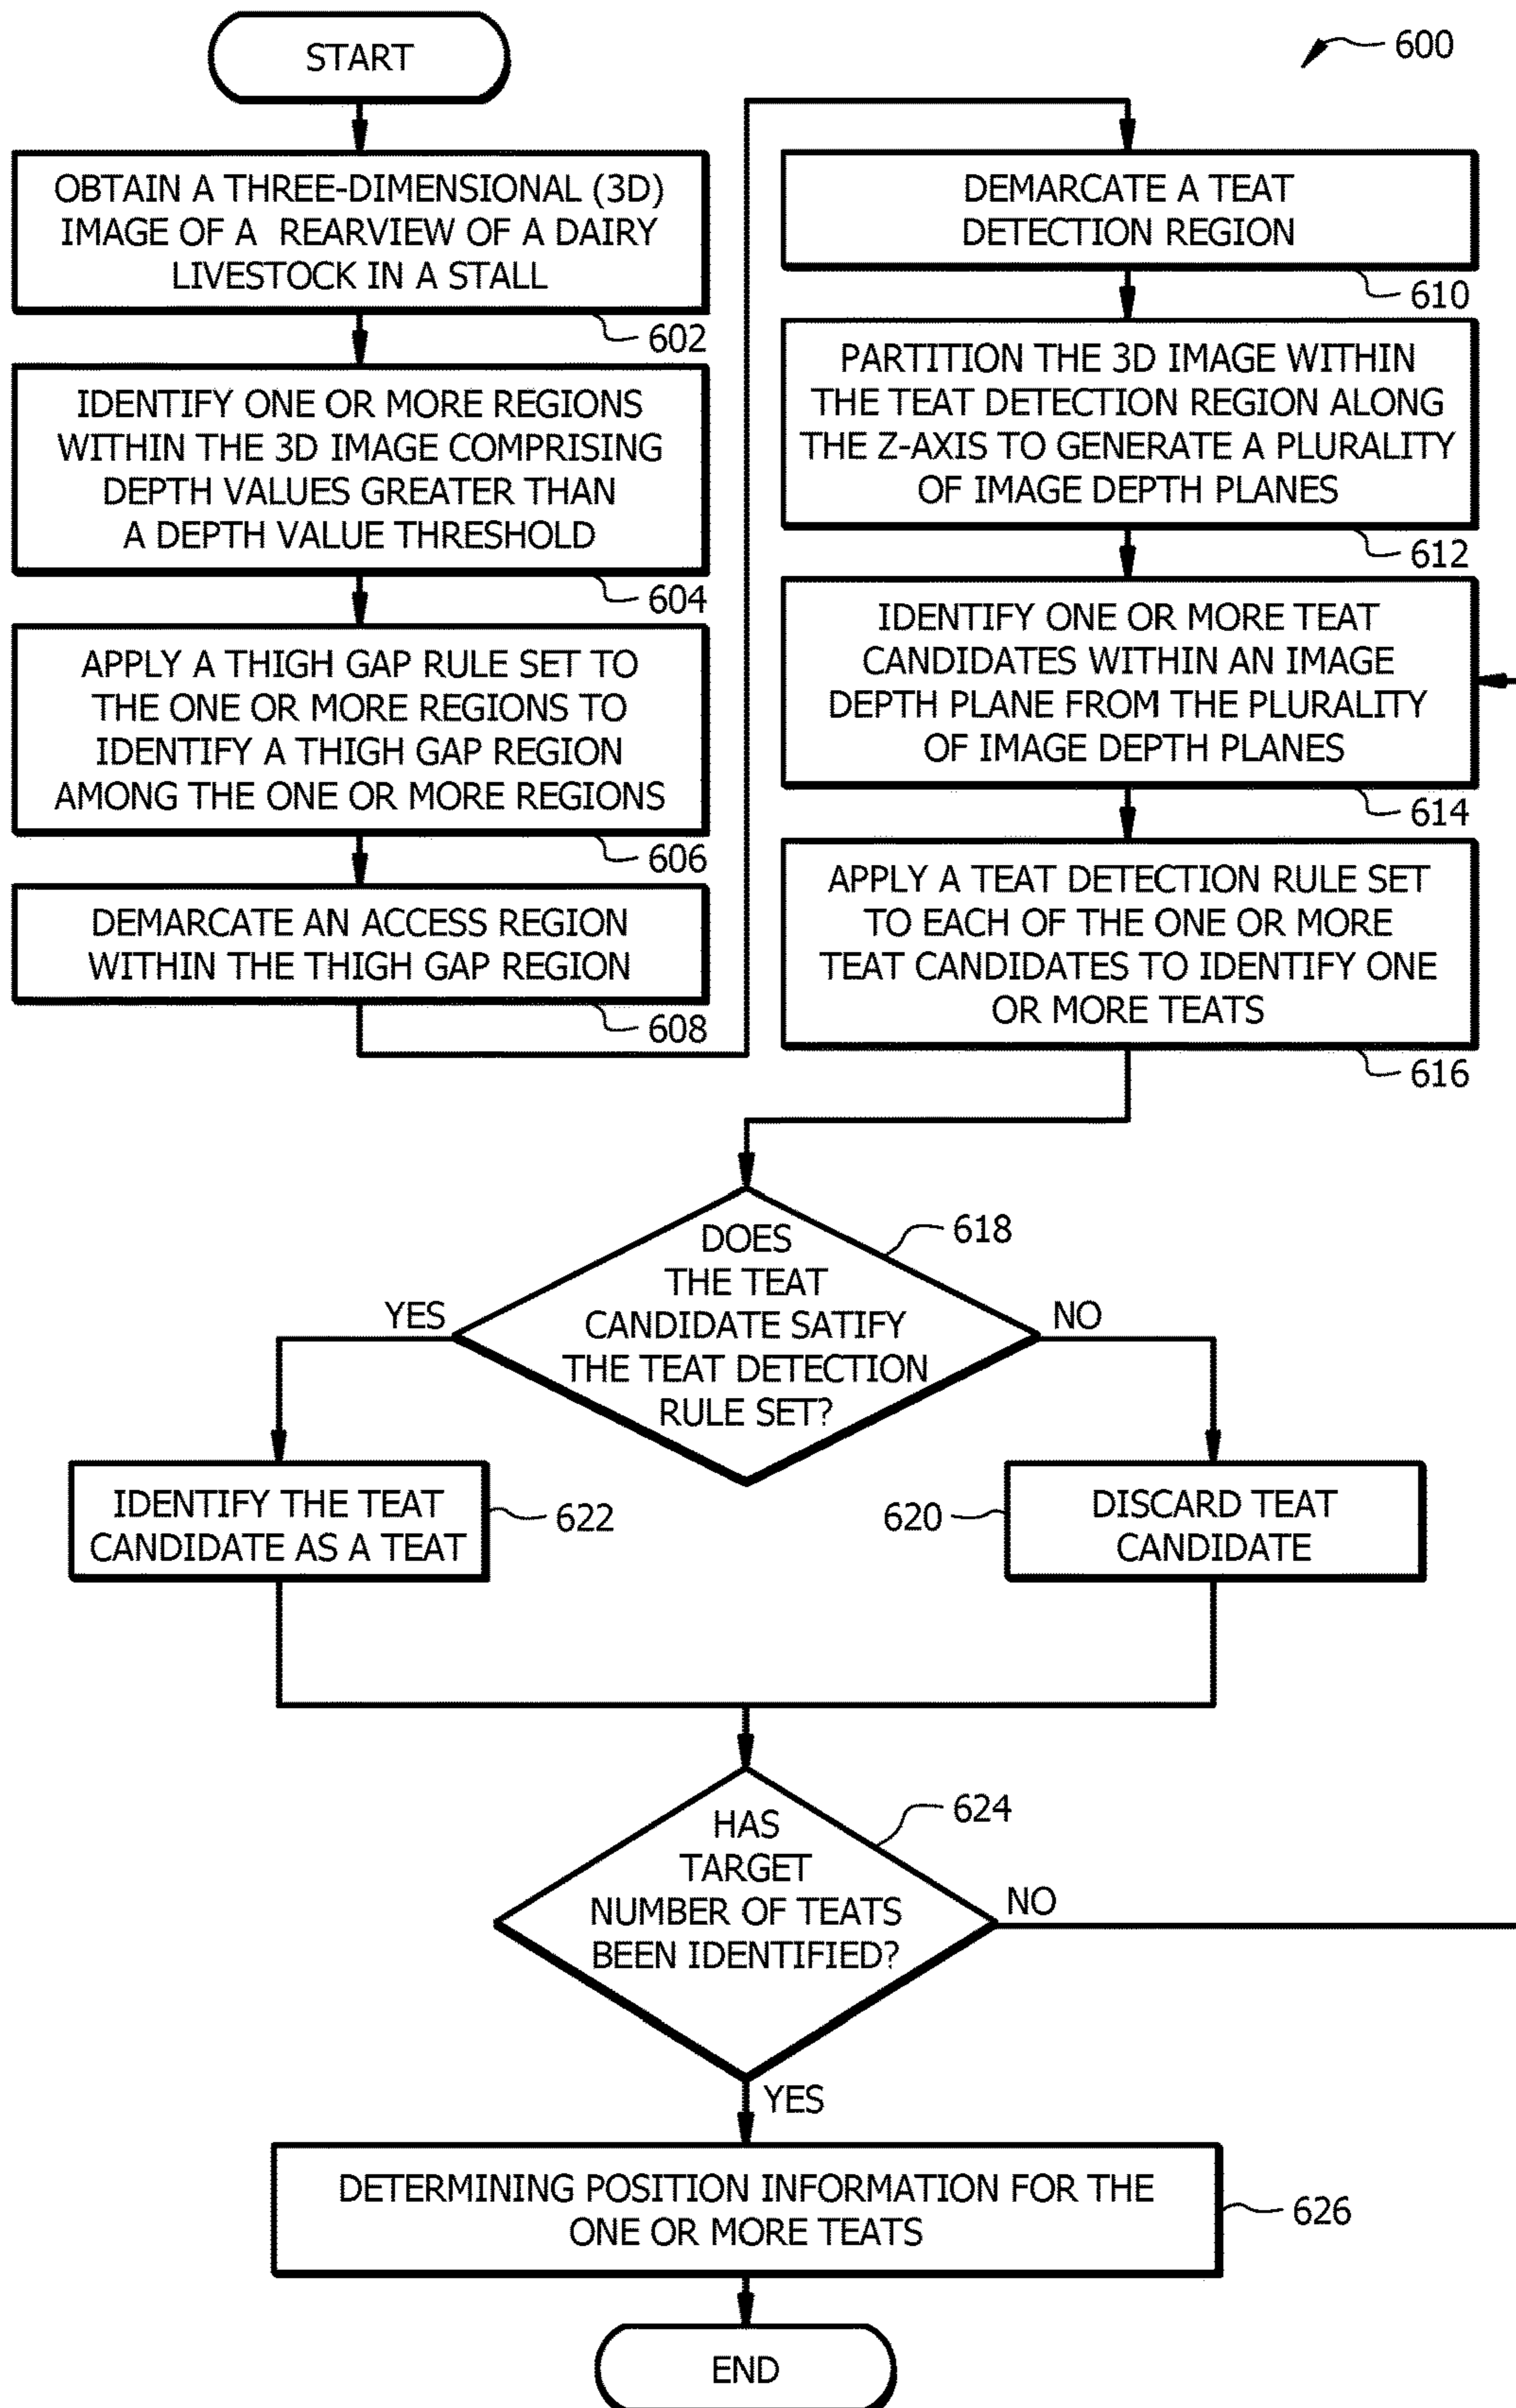 START
600
OBTAIN A THREE-DIMENSIONAL (3D)
IMAGE OF A REARVIEW OF A DAIRY
LIVESTOCK IN A STALL
602
IDENTIFY ONE OR MORE REGIONS
WITHIN THE 3D IMAGE COMPRISING
DEPTH VALUES GREATER THAN
A DEPTH VALUE THRESHOLD
604
APPLY A THIGH GAP RULE SET TO
THE ONE OR MORE REGIONS TO
IDENTIFY A THIGH GAP REGION
AMONG THE ONE OR MORE REGIONS
606
DEMARCATE AN ACCESS REGION
WITHIN THE THIGH GAP REGION
608
DEMARCATE A TEAT
DETECTION REGION
610
PARTITION THE 3D IMAGE WITHIN
THE TEAT DETECTION REGION ALONG
THE Z-AXIS TO GENERATE A PLURALITY
OF IMAGE DEPTH PLANES
612
IDENTIFY ONE OR MORE TEAT
CANDIDATES WITHIN AN IMAGE
DEPTH PLANE FROM THE PLURALITY
OF IMAGE DEPTH PLANES
614
APPLY A TEAT DETECTION RULE SET
TO EACH OF THE ONE OR MORE
TEAT CANDIDATES TO IDENTIFY ONE
OR MORE TEATS
616
DOES
THE TEAT
CANDIDATE SATIFY
THE TEAT DETECTION
RULE SET?
618
YES
NO
IDENTIFY THE TEAT
CANDIDATE AS A TEAT
622
620
DISCARD TEAT
CANDIDATE
HAS
TARGET
NUMBER OF TEATS
BEEN IDENTIFIED?
624
NO
YES
DETERMINING POSITION INFORMATION FOR THE
ONE OR MORE TEATS
626
END